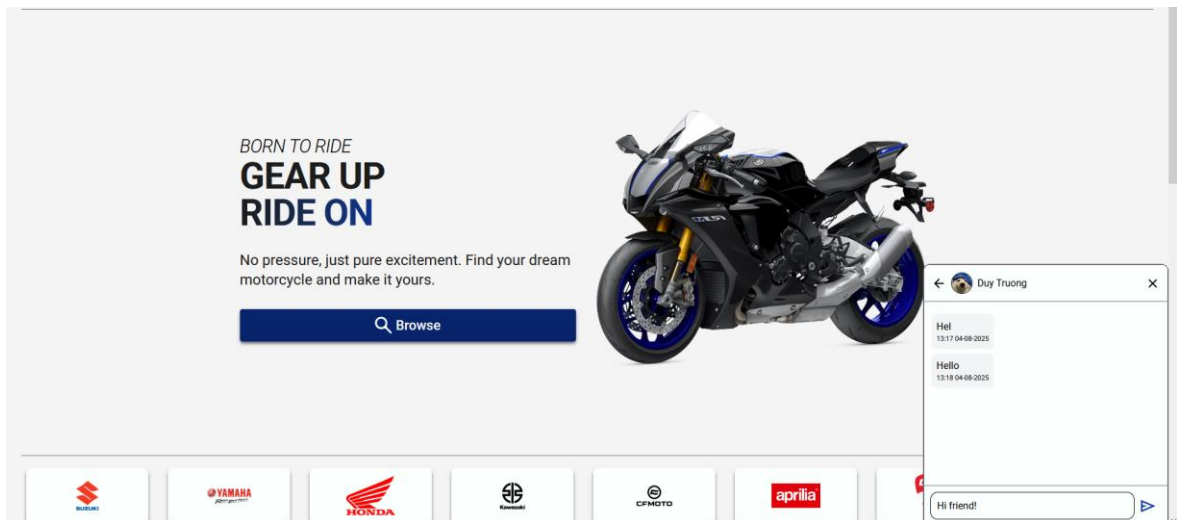 BORN TO RIDE
GEAR UP
RIDE ON
No pressure, just pure excitement. Find your dream
motorcycle and make it yours.
Browse
Duy Truong
Hel
13:17 04-08-2025
Hello
13:18 04-08-2025
Hi friend!
SUZUKI
YAMAHA
HONDA
Kawasaki
CFMOTO
aprilia